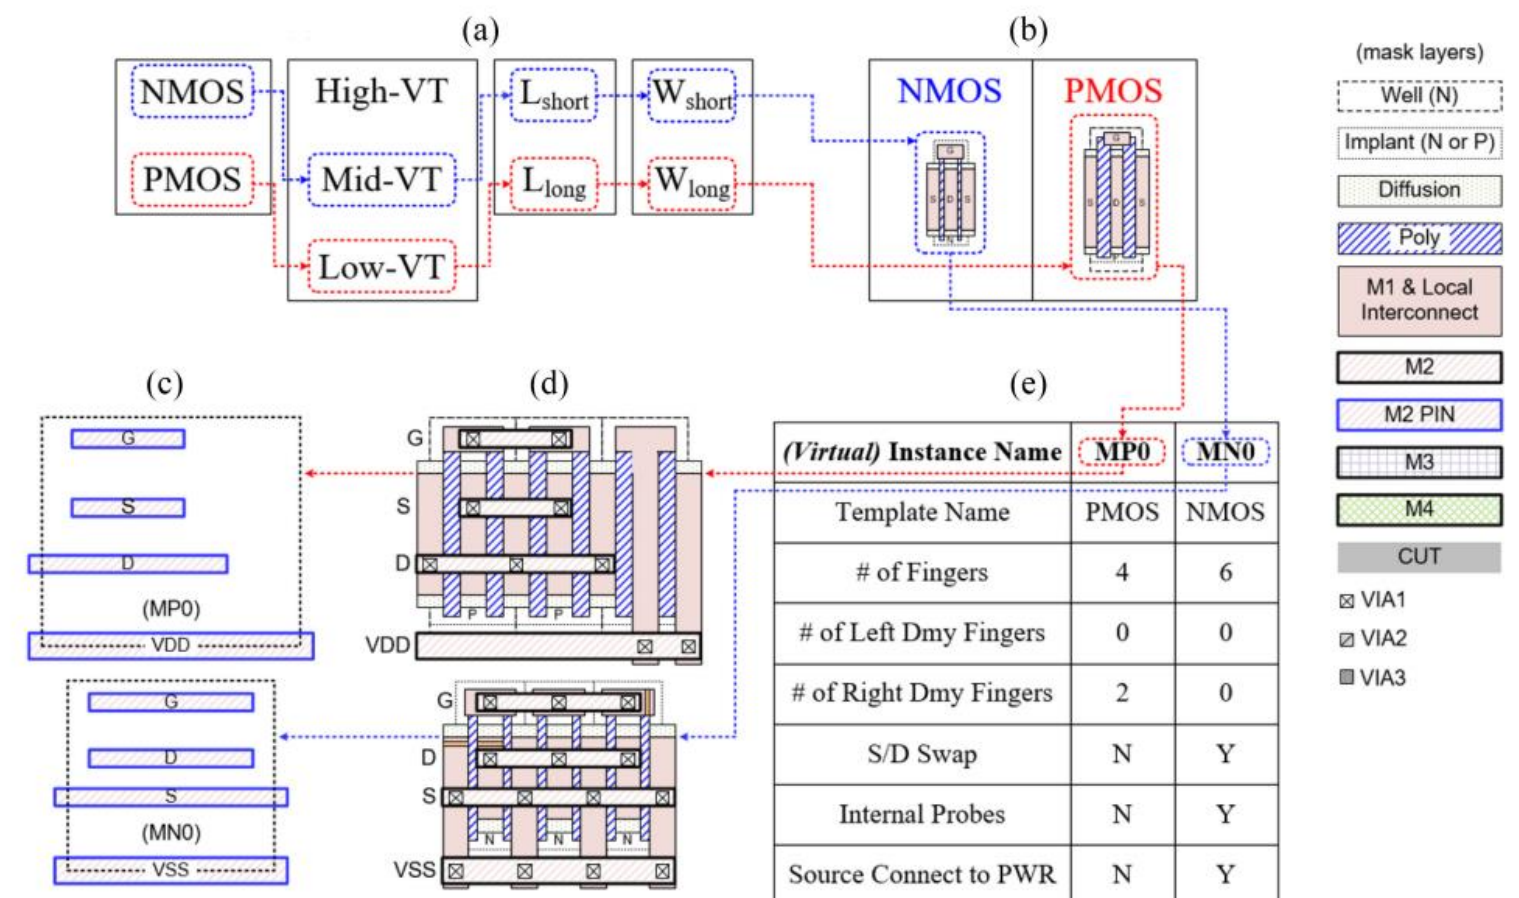 (a)
(b)
NMOS
PMOS
High-VT
Mid-VT
Low-VT
Lshort
Llong
Wshort
Wlong
NMOS
PMOS
G
S D S
N
G
S D S
P
(mask layers)
Well (N)
Implant (N or P)
Diffusion
Poly
M1 & Local
Interconnect
M2
M2 PIN
M3
M4
CUT
VIA1
VIA2
VIA3
(c)
G
S
D
(MP0)
VDD
G
D
S
(MN0)
VSS
(d)
G
S
D
P P
VDD
G
D
S
N N N
VSS
(e)
(Virtual) Instance Name MP0 MN0
Template Name PMOS NMOS
# of Fingers 4 6
# of Left Dmy Fingers 0 0
# of Right Dmy Fingers 2 0
S/D Swap N Y
Internal Probes N Y
Source Connect to PWR N Y